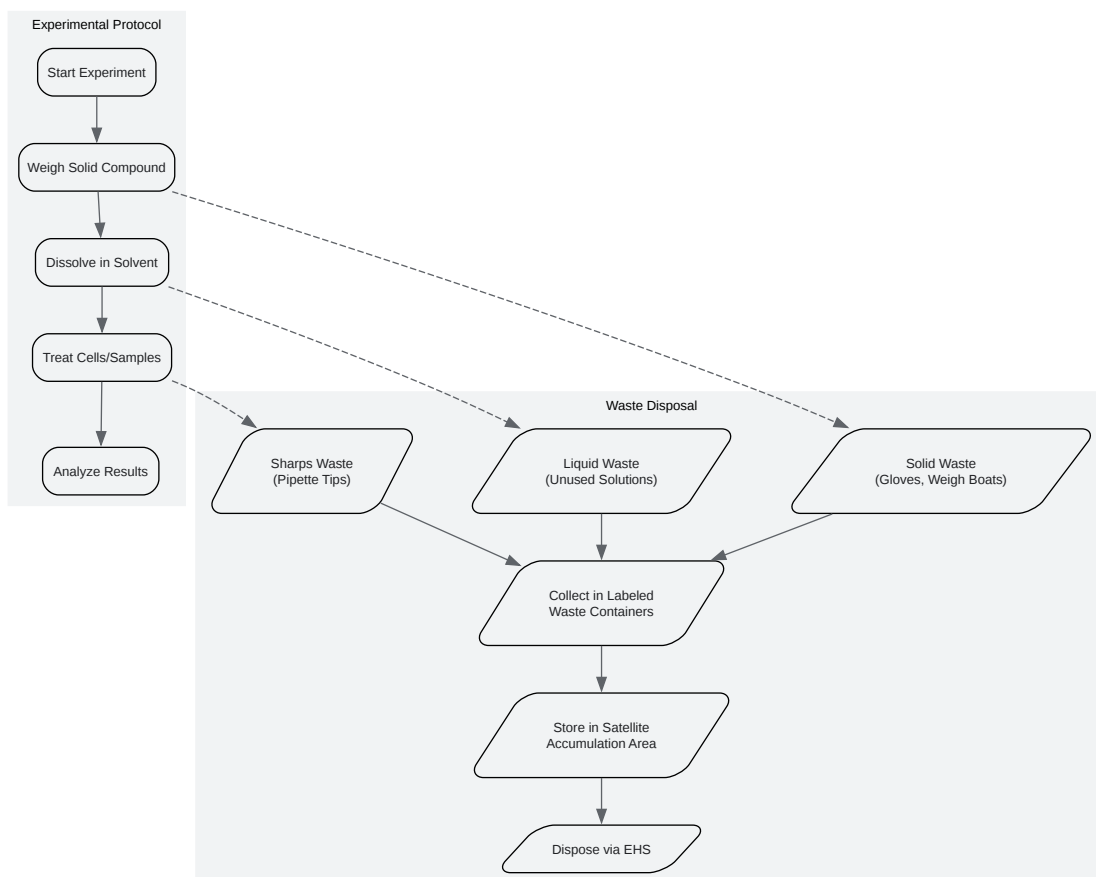 Experimental Protocol
Start Experiment
Weigh Solid Compound
Dissolve in Solvent
Treat Cells/Samples
Analyze Results
Waste Disposal
Sharps Waste
(Pipette Tips)
Liquid Waste
(Unused Solutions)
Solid Waste
(Gloves, Weigh Boats)
Collect in Labeled
Waste Containers
Store in Satellite
Accumulation Area
Dispose via EHS